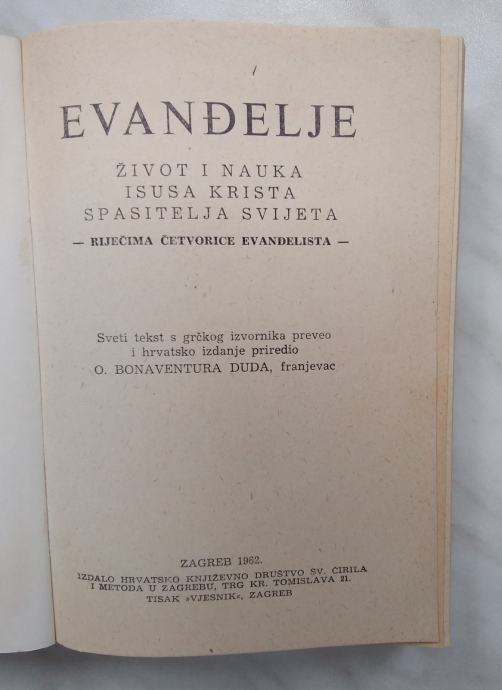 EVANĐELJE
ŽIVOT I NAUKA
ISUSA KRISTA
SPASITELJA SVIJETA
— RIJEČIMA ČETVORICE EVANĐELISTA —
Sveti tekst s grčkog izvornika preveo
i hrvatsko izdanje priredio
O. BONAVENTURA DUDA, franjevac
ZAGREB 1962.
IZDALO HRVATSKO KNJIŽEVNO DRUŠTVO SV. ĆIRILA
I METODA U ZAGREBU, TRG KR. TOMISLAVA 21.
TISAK »VJESNIK«, ZAGREB